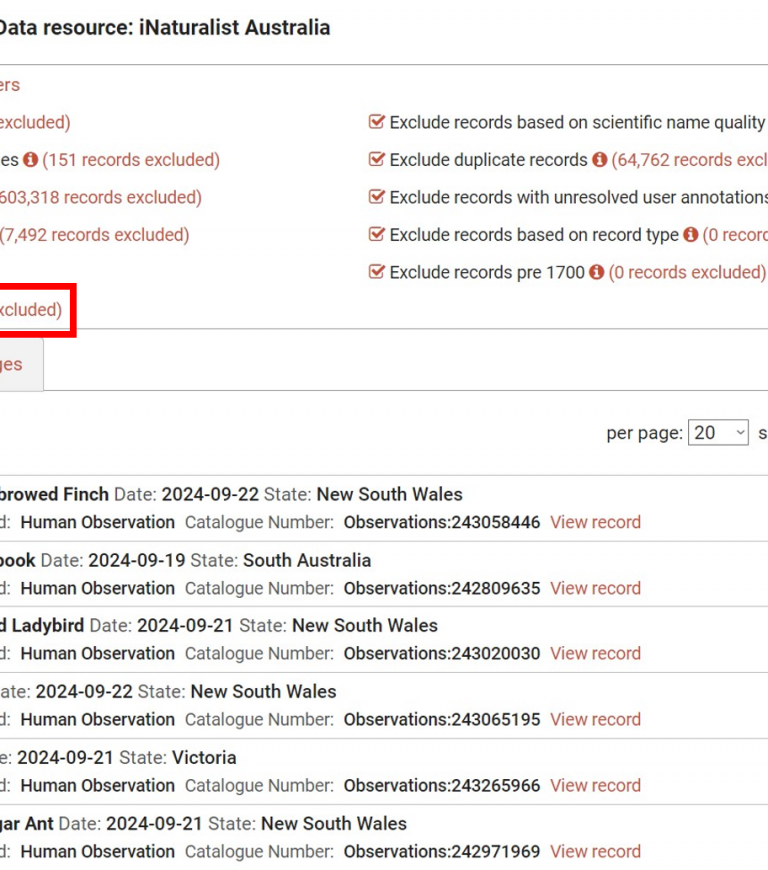 Data resource: iNaturalist Australia
ers
excluded)
Exclude records based on scientific name quality
es (151 records excluded)
Exclude duplicate records (64,762 records excl
603,318 records excluded)
Exclude records with unresolved user annotations
(7,492 records excluded)
Exclude records based on record type (0 record
Exclude records pre 1700 (0 records excluded)
xcluded)
ges
per page: 20 s
browed Finch Date: 2024-09-22 State: New South Wales
d: Human Observation Catalogue Number: Observations:243058446 View record
book Date: 2024-09-19 State: South Australia
d: Human Observation Catalogue Number: Observations:242809635 View record
d Ladybird Date: 2024-09-21 State: New South Wales
d: Human Observation Catalogue Number: Observations:243020030 View record
ate: 2024-09-22 State: New South Wales
d: Human Observation Catalogue Number: Observations:243065195 View record
e: 2024-09-21 State: Victoria
d: Human Observation Catalogue Number: Observations:243265966 View record
gar Ant Date: 2024-09-21 State: New South Wales
d: Human Observation Catalogue Number: Observations:242971969 View record